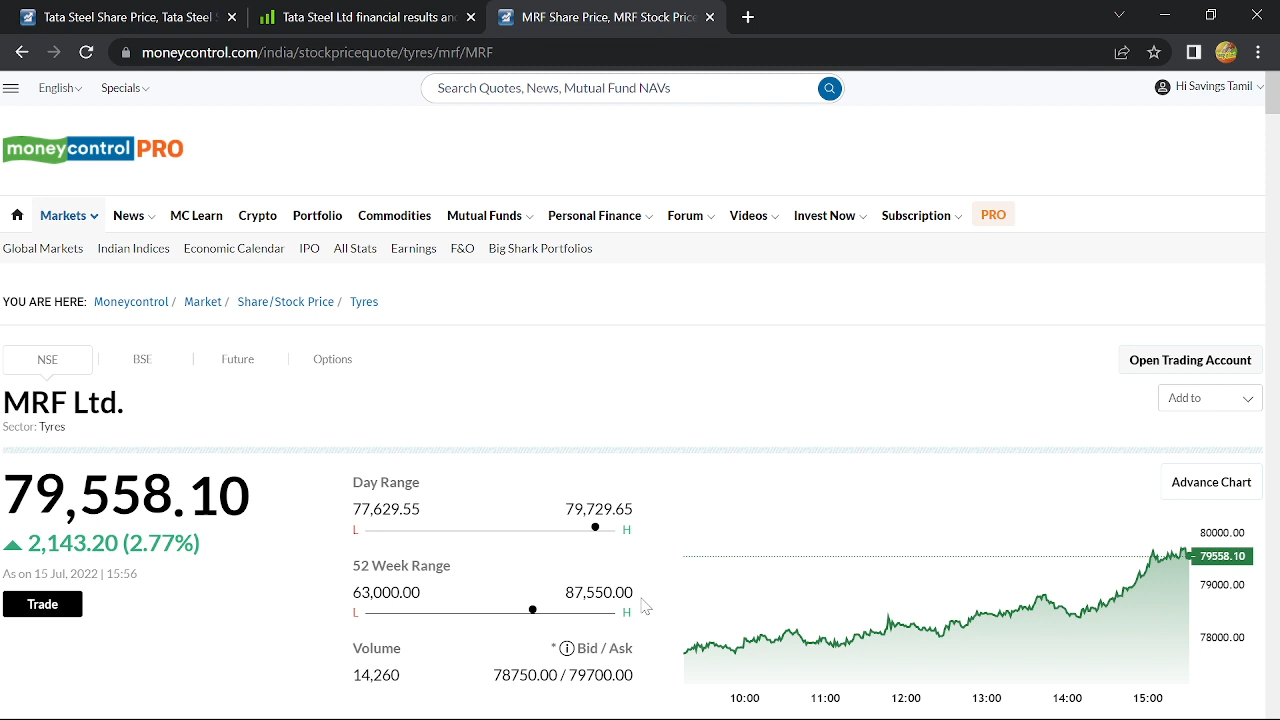 Tata Steel Share Price, Tata Steel S
Tata Steel Ltd financial results and
MRF Share Price, MRF Stock Price
moneycontrol.com/india/stockpricequote/tyres/mrf/MRF
English
Specials
Search Quotes, News, Mutual Fund NAVs
Hi Savings Tamil
moneycontrol PRO
Markets News MC Learn Crypto Portfolio Commodities Mutual Funds Personal Finance Forum Videos Invest Now Subscription PRO
Global Markets Indian Indices Economic Calendar IPO All Stats Earnings F&O Big Shark Portfolios
YOU ARE HERE: Moneycontrol / Market / Share/Stock Price / Tyres
NSE BSE Future Options
Open Trading Account
MRF Ltd.
Add to
Sector: Tyres
79,558.10
2,143.20 (2.77%)
As on 15 Jul, 2022 | 15:56
Trade
Day Range
77,629.55 79,729.65
L H
52 Week Range
63,000.00 87,550.00
L H
Volume * i Bid / Ask
14,260 78750.00 / 79700.00
Advance Chart
80000.00
79558.10
79000.00
78000.00
10:00 11:00 12:00 13:00 14:00 15:00